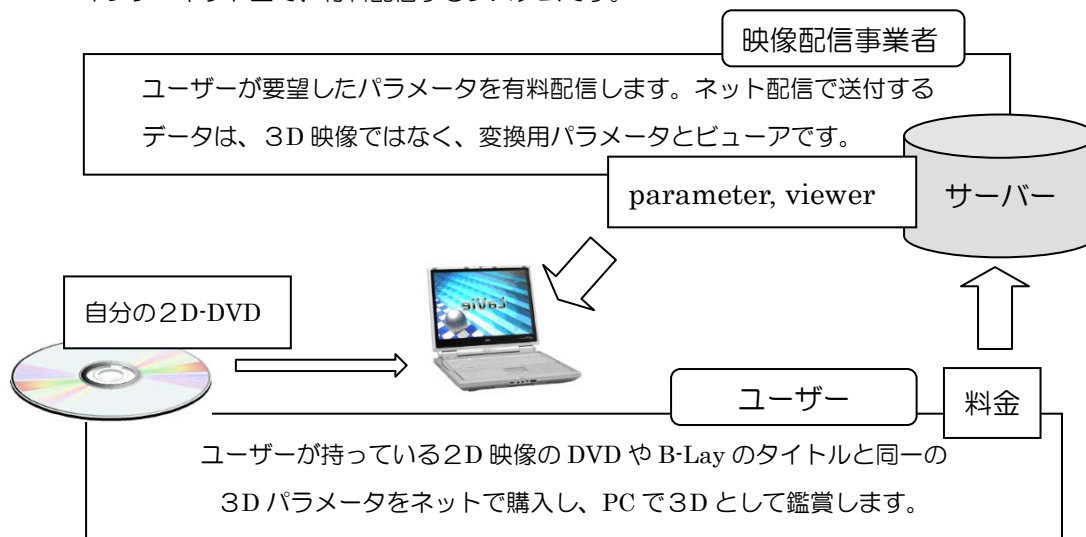 映像配信事業者
ユーザーが要望したパラメータを有料配信します。ネット配信で送付する
データは、3D 映像ではなく、変換用パラメータとビューアです。
parameter, viewer
サーバー
自分の2D-DVD
LaVie
ユーザー
料金
ユーザーが持っている2D 映像の DVD や B-Lay のタイトルと同一の
3D パラメータをネットで購入し、PC で3D として鑑賞します。